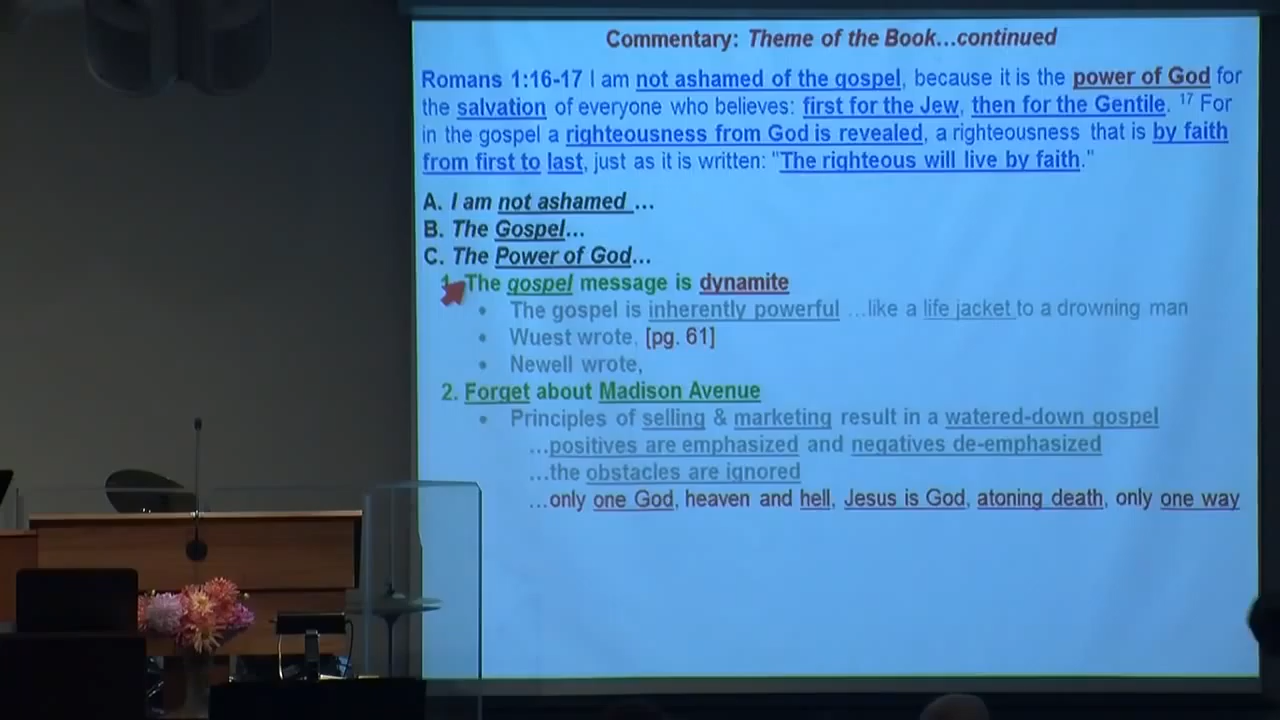 Commentary: Theme of the Book...continued
Romans 1:16-17 I am not ashamed of the gospel, because it is the power of God for
the salvation of everyone who believes: first for the Jew, then for the Gentile. 17 For
in the gospel a righteousness from God is revealed, a righteousness that is by faith
from first to last, just as it is written: "The righteous will live by faith."
A. I am not ashamed ...
B. The Gospel...
C. The Power of God...
1. The gospel message is dynamite
• The gospel is inherently powerful ...like a life jacket to a drowning man
• Wuest wrote, [pg. 61]
• Newell wrote,
2. Forget about Madison Avenue
• Principles of selling & marketing result in a watered-down gospel
...positives are emphasized and negatives de-emphasized
...the obstacles are ignored
...only one God, heaven and hell, Jesus is God, atoning death, only one way